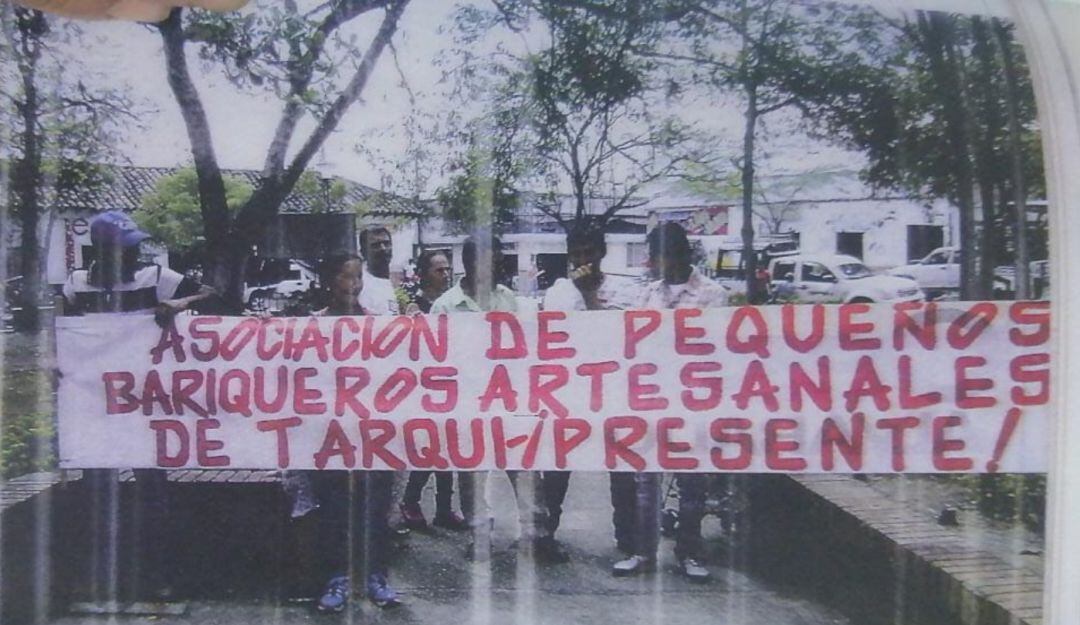 ASOCIACION DE PEQUEÑOS
BARIQUEROS ARTESANALES
DE TARQUI-¡PRESENTE!